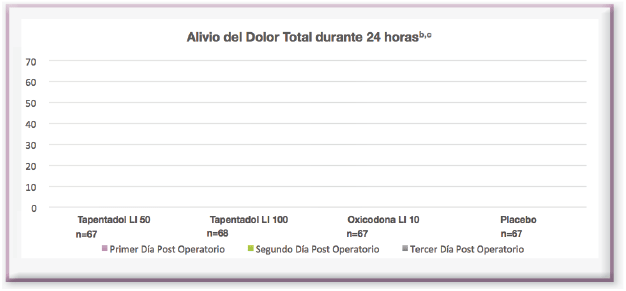 Alivio del Dolor Total durante 24 horasᵇ,ᶜ
70
60
50
40
30
20
10
0
Tapentadol LI 50 Tapentadol LI 100 Oxicodona LI 10 Placebo
n=67 n=68 n=67 n=67
Primer Día Post Operatorio Segundo Día Post Operatorio Tercer Día Post Operatorio